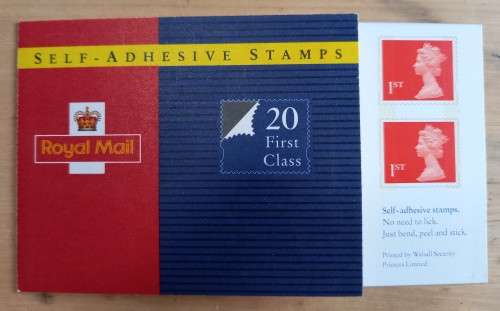 SELF-ADHESIVE STAMPS
Royal Mail
20
First
Class
1ST
1ST
Self-adhesive stamps.
No need to lick.
Just bend, peel and stick.
Printed by Walsall Security
Printers Limited